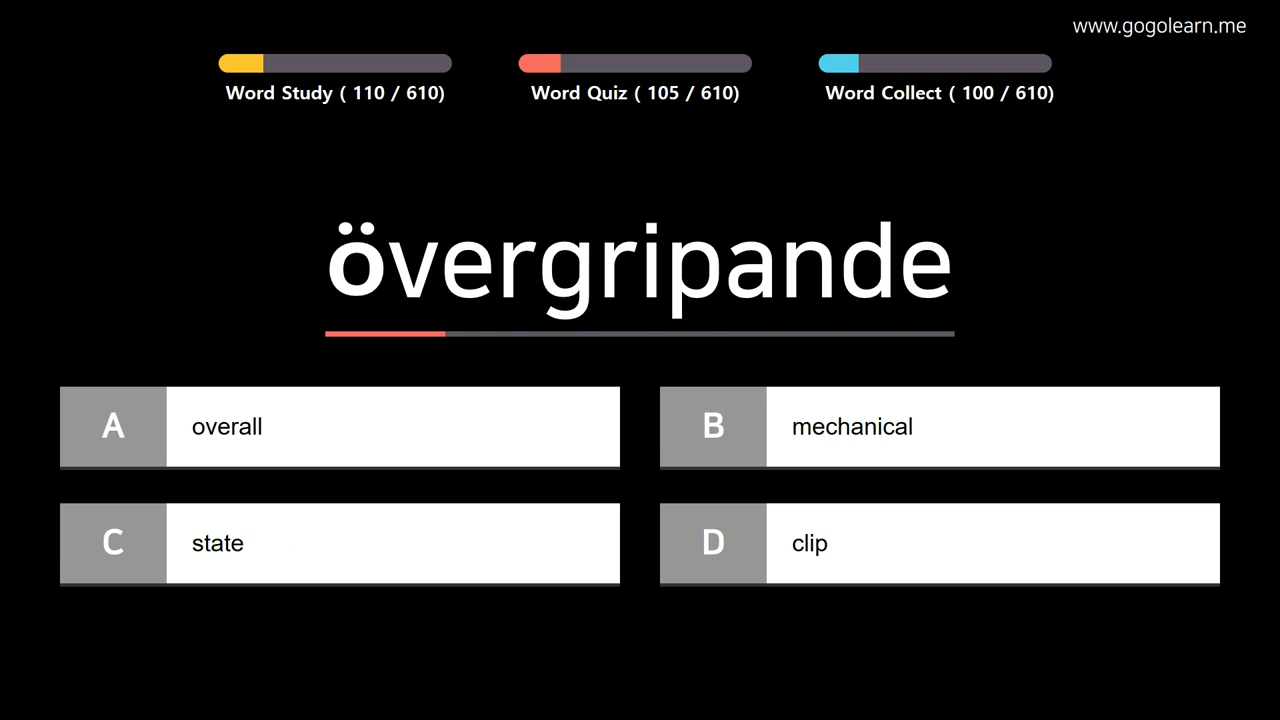 www.gogolearn.me
Word Study ( 110 / 610)
Word Quiz ( 105 / 610)
Word Collect ( 100 / 610)
övergripande
A overall
B mechanical
C state
D clip